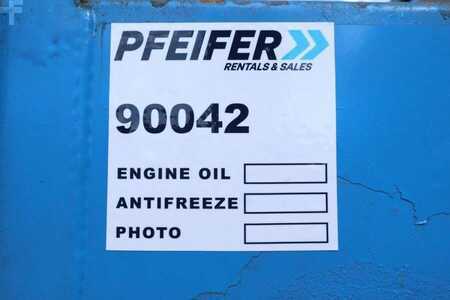 PFEIFER
RENTALS & SALES
90042
ENGINE OIL
ANTIFREEZE
PHOTO